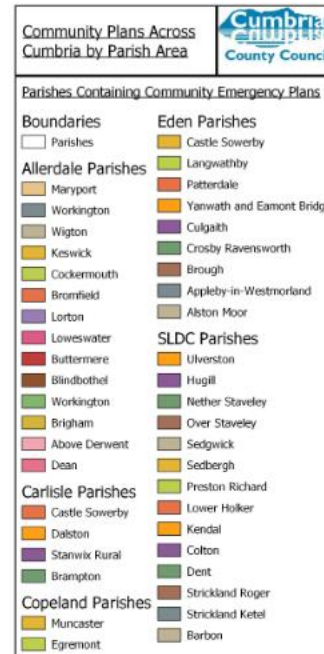 Community Plans Across
Cumbria by Parish Area
Cumbria
County Counci
Parishes Containing Community Emergency Plans
Boundaries
Parishes
Allerdale Parishes
Maryport
Workington
Wigton
Keswick
Cockermouth
Bromfield
Lorton
Loweswater
Buttermere
Blindbothel
Workington
Brigham
Above Derwent
Dean
Carlisle Parishes
Castle Sowerby
Dalston
Stanwix Rural
Brampton
Copeland Parishes
Muncaster
Egremont
Eden Parishes
Castle Sowerby
Langwathby
Patterdale
Yanwath and Eamont Bridg
Culgaith
Crosby Ravensworth
Brough
Appleby-in-Westmorland
Alston Moor
SLDC Parishes
Ulverston
Hugill
Nether Staveley
Over Staveley
Sedgwick
Sedbergh
Preston Richard
Lower Holker
Kendal
Colton
Dent
Strickland Roger
Strickland Ketel
Barbon